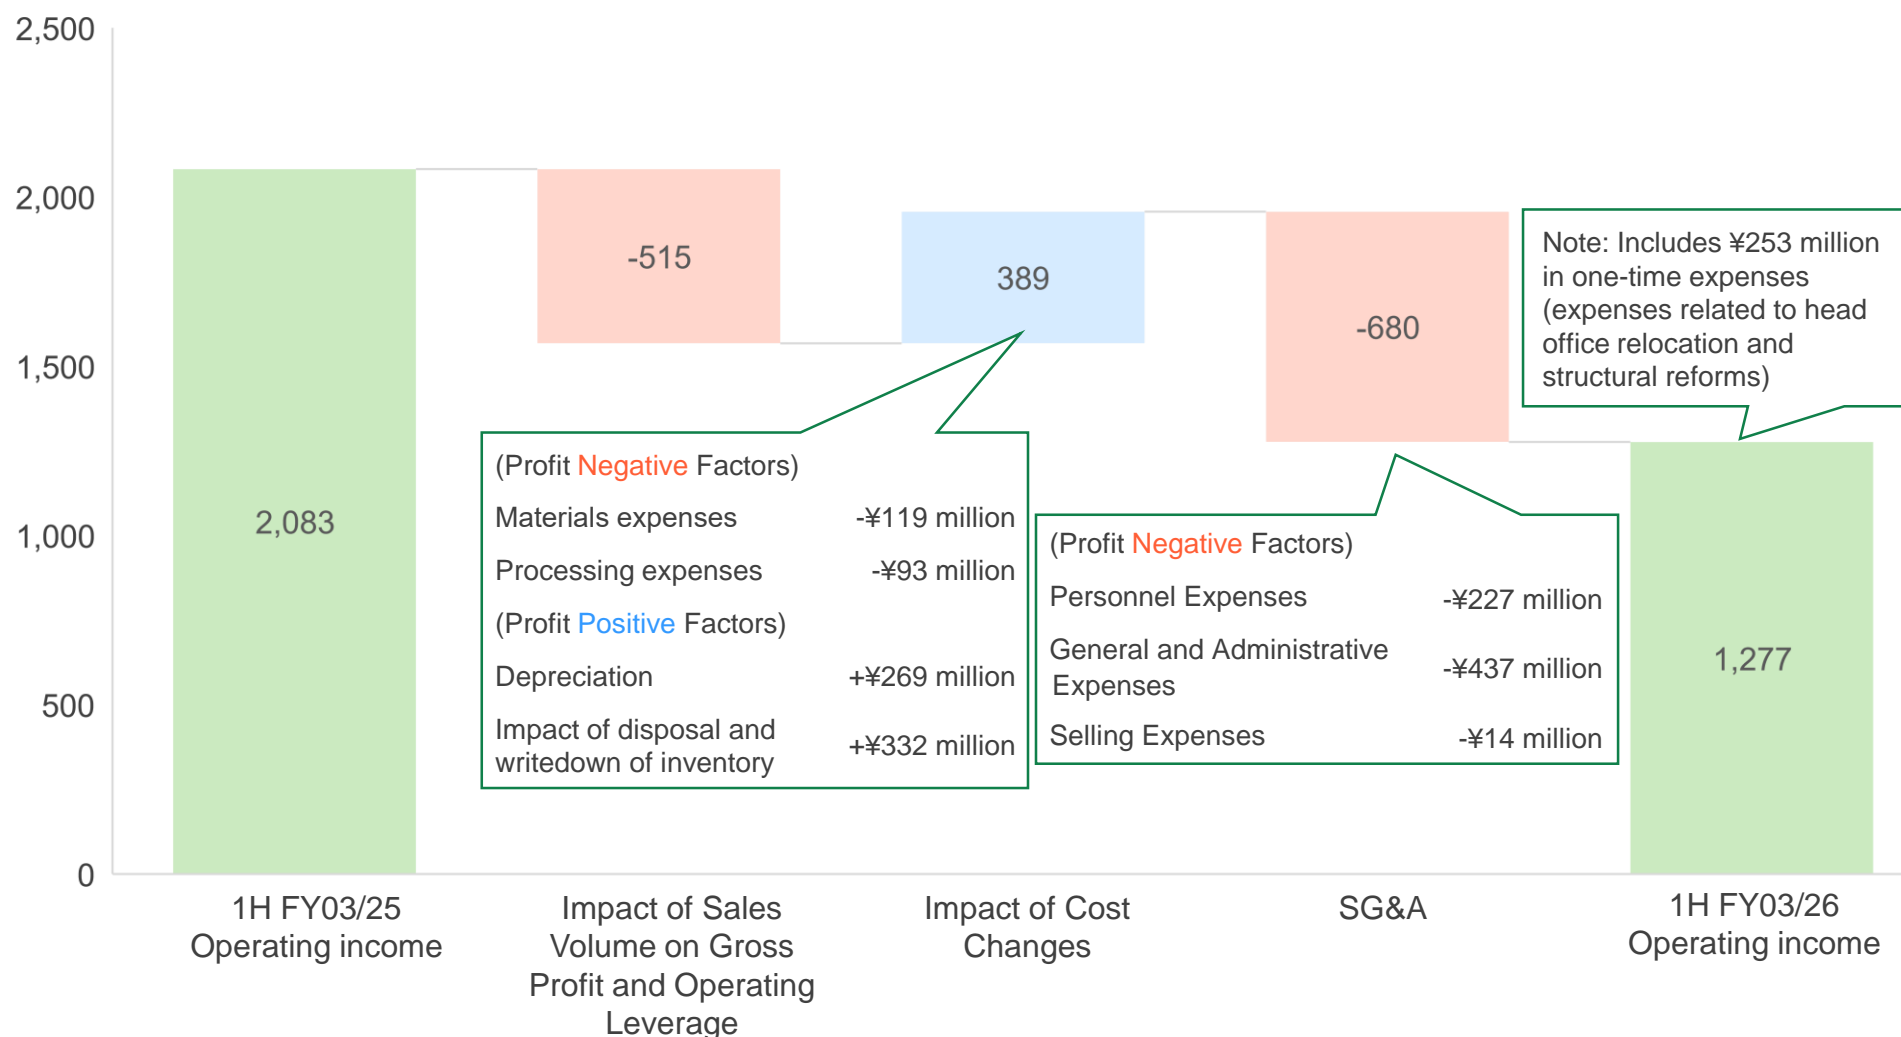 2,500
2,000
1,500
1,000
500
0
2,083
-515
389
-680
1,277
Note: Includes ¥253 million
in one-time expenses
(expenses related to head
office relocation and
structural reforms)
(Profit Negative Factors)
Materials expenses -¥119 million
Processing expenses -¥93 million
(Profit Positive Factors)
Depreciation +¥269 million
Impact of disposal and
writedown of inventory +¥332 million
(Profit Negative Factors)
Personnel Expenses -¥227 million
General and Administrative
Expenses -¥437 million
Selling Expenses -¥14 million
1H FY03/25
Operating income
Impact of Sales
Volume on Gross
Profit and Operating
Leverage
Impact of Cost
Changes
SG&A
1H FY03/26
Operating income